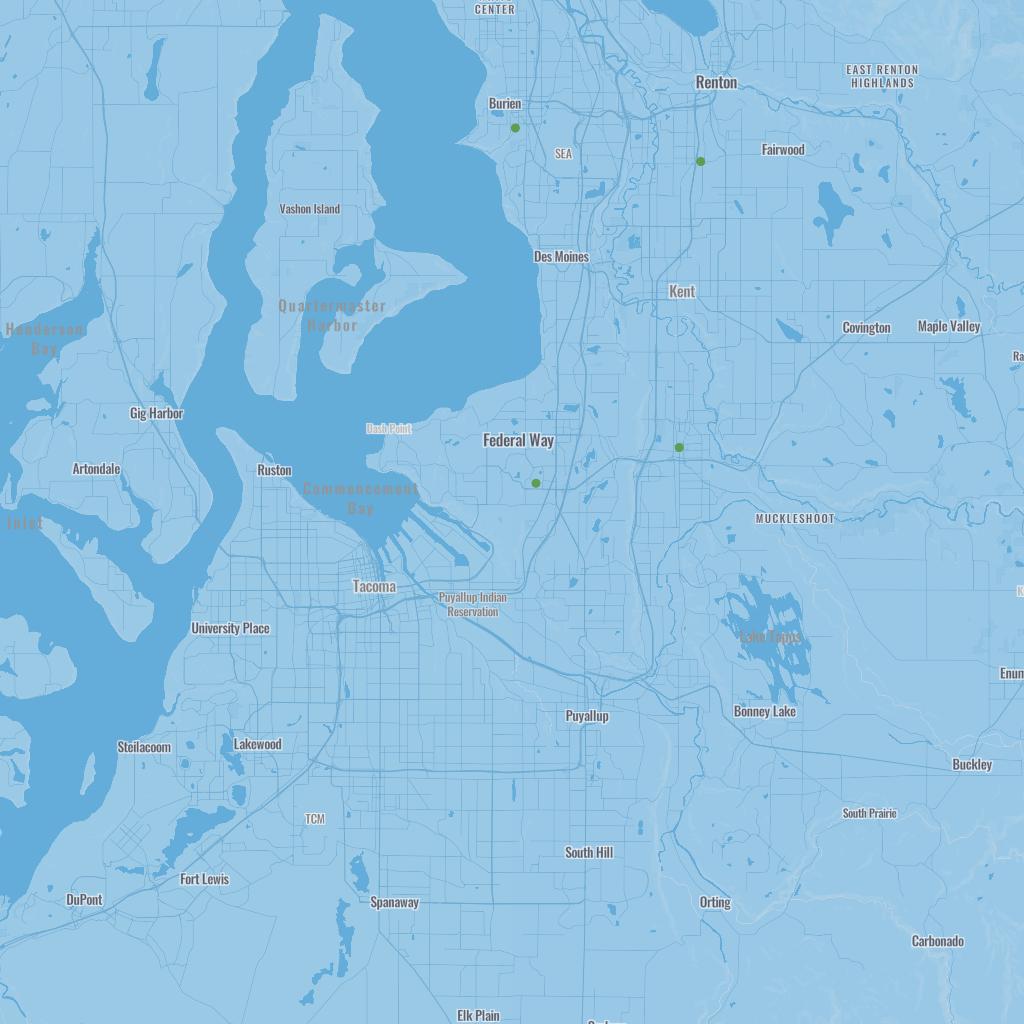 CENTER
Renton
EAST RENTON
HIGHLANDS
Burien
SEA
Fairwood
Vashon Island
Des Moines
Kent
Quartermaster
Harbor
Henderson
Bay
Covington
Maple Valley
Gig Harbor
Dash Point
Federal Way
Artondale
Ruston
Commencement
Bay
Inlet
MUCKLESHOOT
Tacoma
Puyallup Indian
Reservation
University Place
Lake Tapps
Puyallup
Bonney Lake
Steilacoom
Lakewood
Buckley
TCM
South Prairie
South Hill
Fort Lewis
DuPont
Spanaway
Orting
Carbonado
Elk Plain